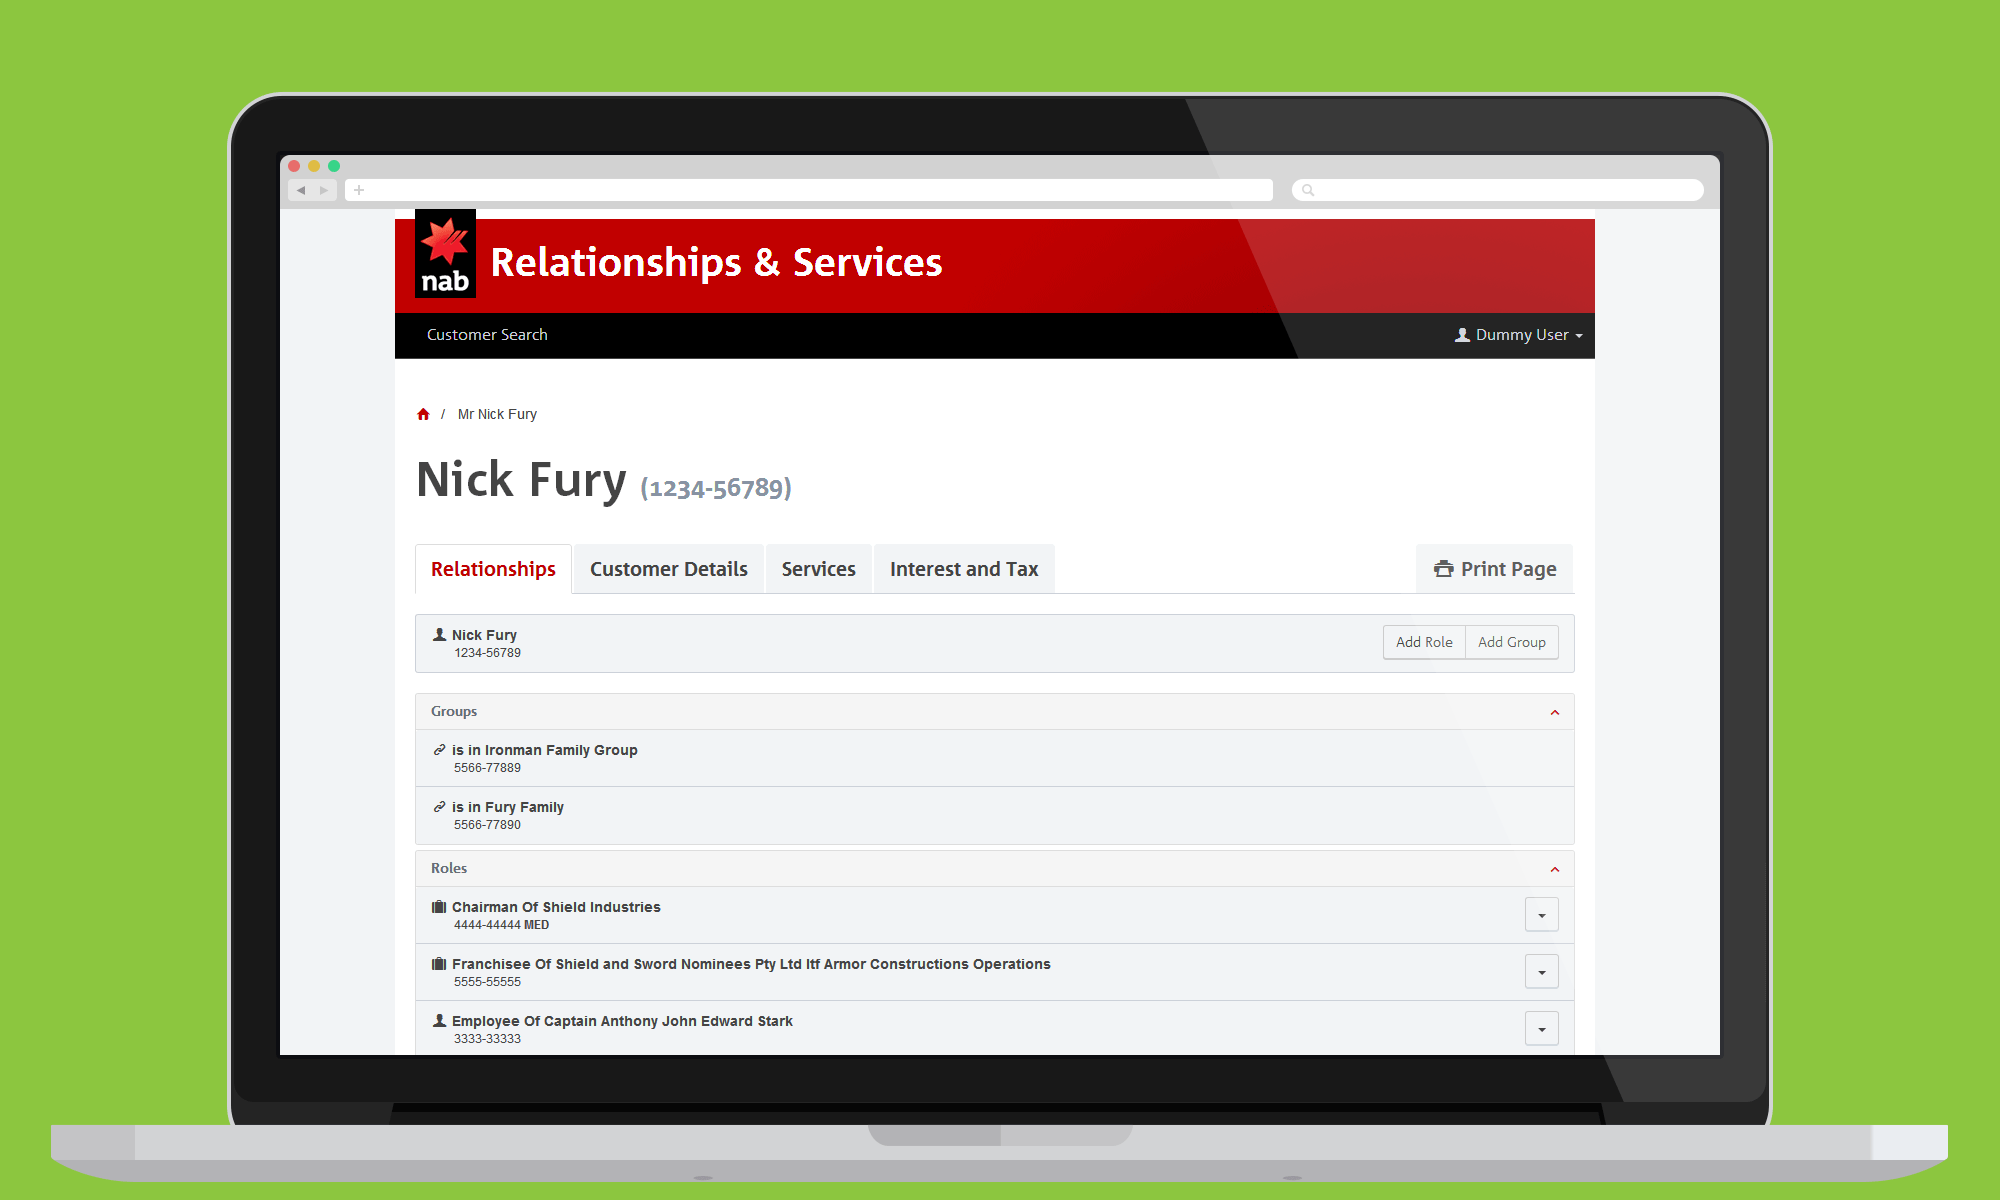 nab
Relationships & Services
Customer Search
Dummy User
/ Mr Nick Fury
Nick Fury (1234-56789)
Relationships
Customer Details
Services
Interest and Tax
Print Page
Nick Fury
1234-56789
Add Role
Add Group
Groups
is in Ironman Family Group
5566-77889
is in Fury Family
5566-77890
Roles
Chairman Of Shield Industries
4444-44444 MED
Franchisee Of Shield and Sword Nominees Pty Ltd Itf Armor Constructions Operations
5555-55555
Employee Of Captain Anthony John Edward Stark
3333-33333